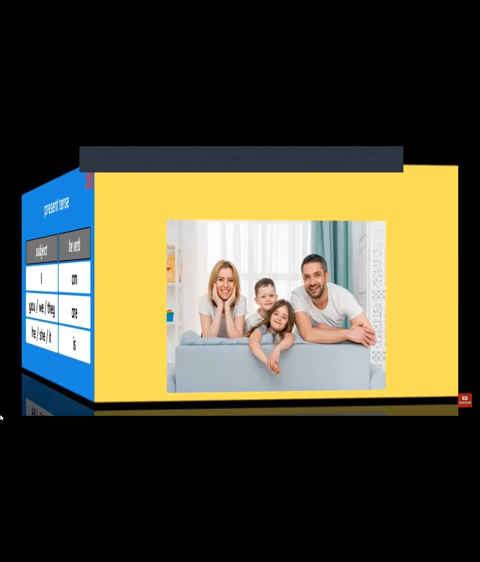 present tense
subject be verb
I am
you / we / they are
he / she / it is